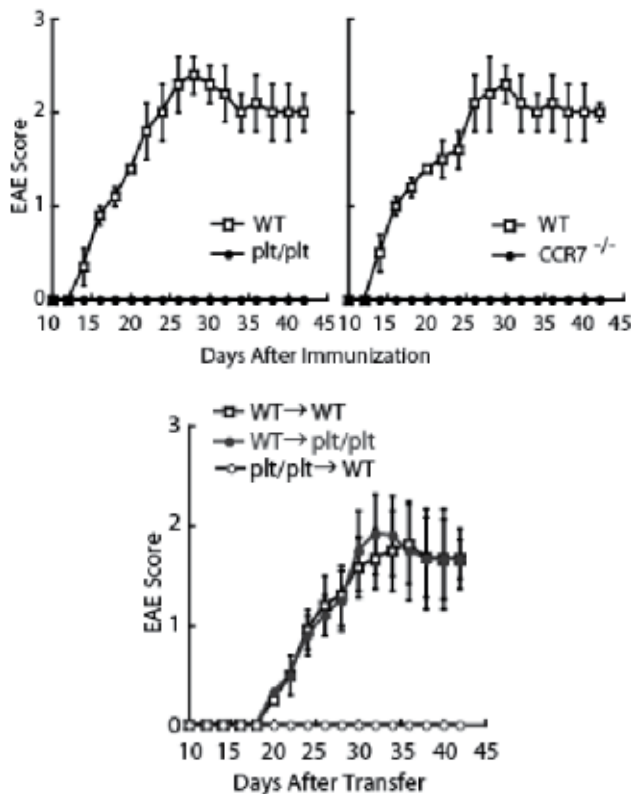 3
2
1
0
EAE Score
WT
plt/plt
10 15 20 25 30 35 40 45
WT
CCR7 -/-
10 15 20 25 30 35 40 45
Days After Immunization
WT→WT
WT→plt/plt
plt/plt→WT
3
2
1
0
EAE Score
10 15 20 25 30 35 40 45
Days After Transfer